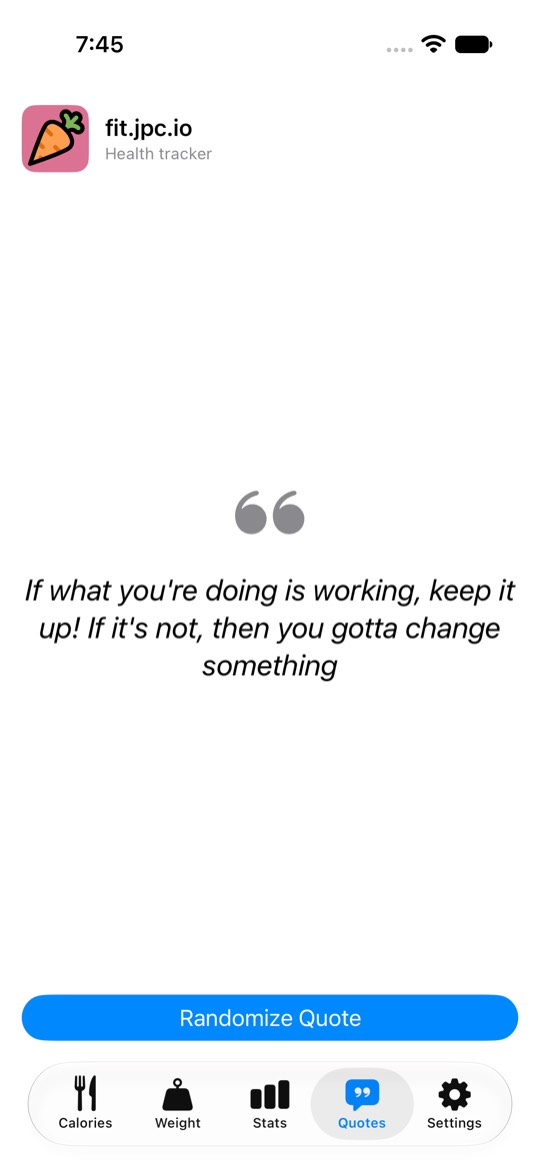 7:45
fit.jpc.io
Health tracker
If what you're doing is working, keep it
up! If it's not, then you gotta change
something
Randomize Quote
Calories
Weight
Stats
Quotes
Settings